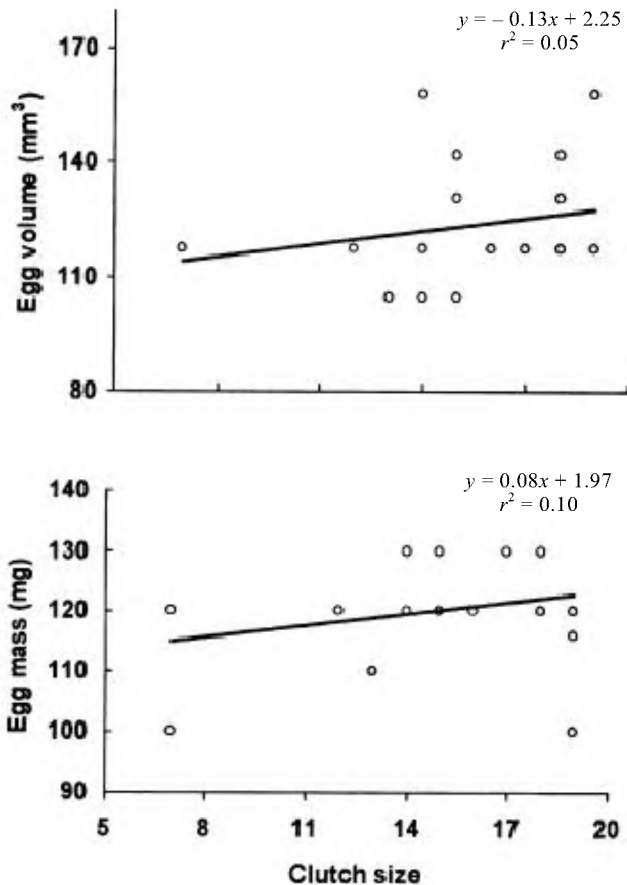 y = – 0.13x + 2.25
r² = 0.05
170
140
110
80
Egg volume (mm³)
y = 0.08x + 1.97
r² = 0.10
140
130
120
110
100
90
Egg mass (mg)
5 8 11 14 17 20
Clutch size